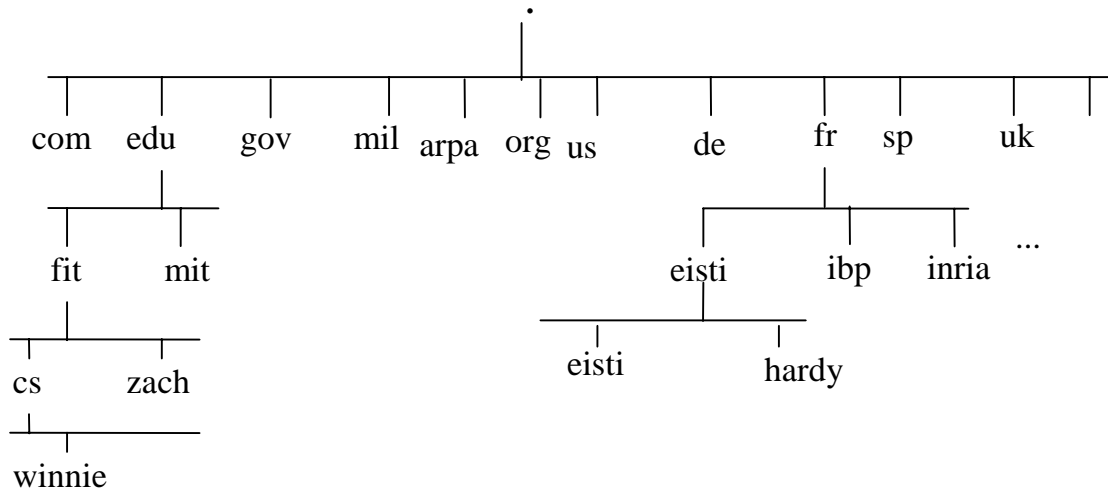 .
com edu gov mil arpa org us de fr sp uk
fit mit eisti ibp inria ...
cs zach eisti hardy
winnie